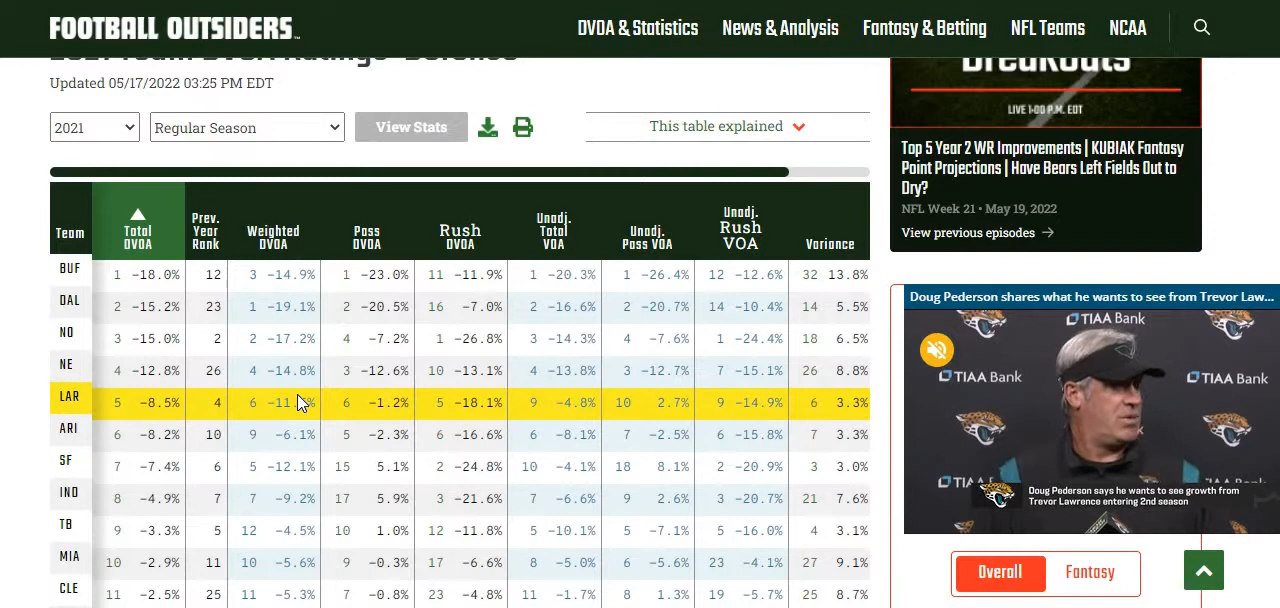 FOOTBALL OUTSIDERS
DVOA & Statistics News & Analysis Fantasy & Betting NFL Teams NCAA
2021 Team DVOA Ratings Defense
Updated 05/17/2022 03:25 PM EDT
2021 Regular Season View Stats This table explained
Team Total DVOA Prev. Year Rank Weighted DVOA Pass DVOA Rush DVOA Unadj. Total VOA Unadj. Pass VOA Unadj. Rush VOA Variance
BUF 1 -18.0% 12 3 -14.9% 1 -23.0% 11 -11.9% 1 -20.3% 1 -26.4% 12 -12.6% 32 13.8%
DAL 2 -15.2% 23 1 -19.1% 2 -20.5% 16 -7.0% 2 -16.6% 2 -20.7% 14 -10.4% 14 5.5%
NO 3 -15.0% 2 2 -17.2% 4 -7.2% 1 -26.8% 3 -14.3% 4 -7.6% 1 -24.4% 18 6.5%
NE 4 -12.8% 26 4 -14.8% 3 -12.6% 10 -13.1% 4 -13.8% 3 -12.7% 7 -15.1% 26 8.8%
LAR 5 -8.5% 4 6 -11 % 6 -1.2% 5 -18.1% 9 -4.8% 10 2.7% 9 -14.9% 6 3.3%
ARI 6 -8.2% 10 9 -6.1% 5 -2.3% 6 -16.6% 6 -8.1% 7 -2.5% 6 -15.8% 7 3.3%
SF 7 -7.4% 6 5 -12.1% 15 5.1% 2 -24.8% 10 -4.1% 18 8.1% 2 -20.9% 3 3.0%
IND 8 -4.9% 7 7 -9.2% 17 5.9% 3 -21.6% 7 -6.6% 9 2.6% 3 -20.7% 21 7.6%
TB 9 -3.3% 5 12 -4.5% 10 1.0% 12 -11.8% 5 -10.1% 5 -7.1% 5 -16.0% 4 3.1%
MIA 10 -2.9% 11 10 -5.6% 9 -0.3% 17 -6.6% 8 -5.0% 6 -5.6% 23 -4.1% 27 9.1%
CLE 11 -2.5% 25 11 -5.3% 7 -0.8% 23 -4.8% 11 -1.7% 8 1.3% 19 -5.7% 25 8.7%
Breakouts
LIVE 1:00 P.M. EDT
Top 5 Year 2 WR Improvements | KUBIAK Fantasy
Point Projections | Have Bears Left Fields Out to
Dry?
NFL Week 21 • May 19, 2022
View previous episodes
Doug Pederson shares what he wants to see from Trevor Law...
TIAA Bank
TIAA Bank
TIAA Bank
Doug Pederson says he wants to see growth from
Trevor Lawrence entering 2nd season
Overall Fantasy